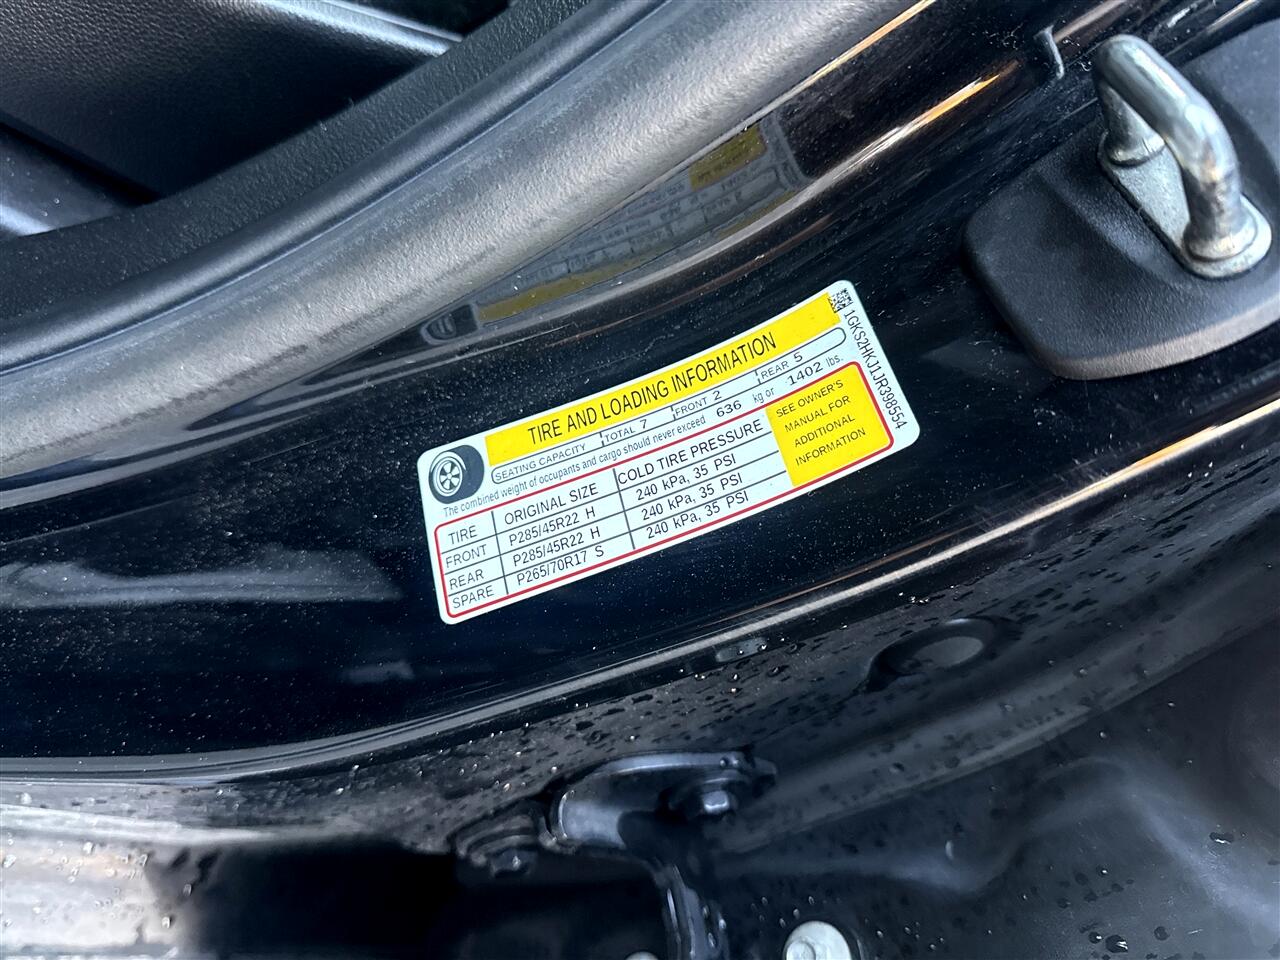 TIRE AND LOADING INFORMATION
SEATING CAPACITY TOTAL 7 FRONT 2 REAR 5
The combined weight of occupants and cargo should never exceed 636 kg or 1402 lbs.
TIRE ORIGINAL SIZE COLD TIRE PRESSURE
FRONT P285/45R22 H 240 kPa, 35 PSI
REAR P285/45R22 H 240 kPa, 35 PSI
SPARE P265/70R17 S 240 kPa, 35 PSI
SEE OWNER'S
MANUAL FOR
ADDITIONAL
INFORMATION
1GKS2HKJ1JR398554